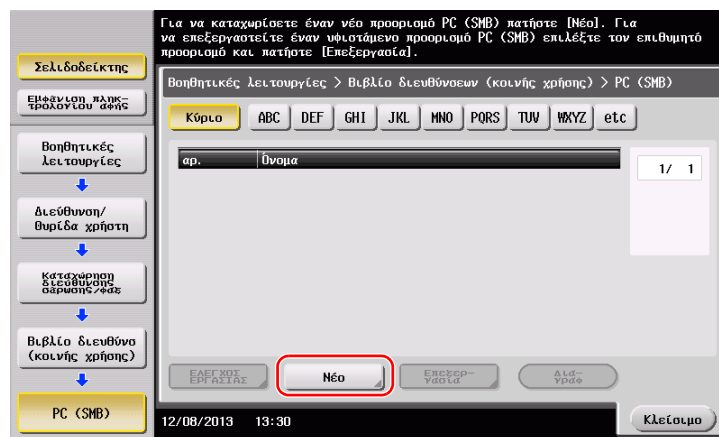 Για να καταχωρίσετε έναν νέο προορισμό PC (SMB) πατήστε [Νέο]. Για
να επεξεργαστείτε έναν υφιστάμενο προορισμό PC (SMB) επιλέξτε τον επιθυμητό
προορισμό και πατήστε [Επεξεργασία].
Σελιδοδείκτης
Εμφάνιση πληκ-
τρολογίου αφής
Βοηθητικές
λειτουργίες
Διεύθυνση/
θυρίδα χρήστη
Καταχώρηση
διεύθυνσης
σάρωσης/φαξ
Βιβλίο διευθύνσ
(κοινής χρήσης)
PC (SMB)
Βοηθητικές λειτουργίες > Βιβλίο διευθύνσεων (κοινής χρήσης) > PC (SMB)
Κύριο ABC DEF GHI JKL MNO PQRS TUV WXYZ etc
αρ. Όνομα
1/ 1
ΕΛΕΓΧΟΣ
ΕΡΓΑΣΙΑΣ
Νέο
Επεξερ-
γασία
Δια-
γραφ
12/08/2013 13:30
Κλείσιμο